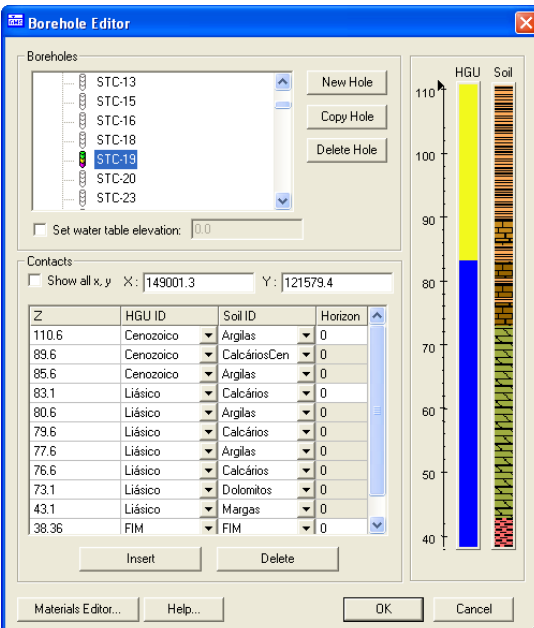 GMS Borehole Editor
Boreholes
STC-13
STC-15
STC-16
STC-18
STC-19
STC-20
STC-23
New Hole
Copy Hole
Delete Hole
Set water table elevation: 0.0
Contacts
Show all x, y X: 149001.3 Y: 121579.4
Z HGU ID Soil ID Horizon
110.6 Cenozoico Argilas 0
89.6 Cenozoico CalcáriosCen 0
85.6 Cenozoico Argilas 0
83.1 Liásico Calcários 0
80.6 Liásico Argilas 0
79.6 Liásico Calcários 0
77.6 Liásico Argilas 0
76.6 Liásico Calcários 0
73.1 Liásico Dolomitos 0
43.1 Liásico Margas 0
38.36 FIM FIM 0
Insert Delete
HGU Soil
110
100
90
80
70
60
50
40
Materials Editor... Help... OK Cancel